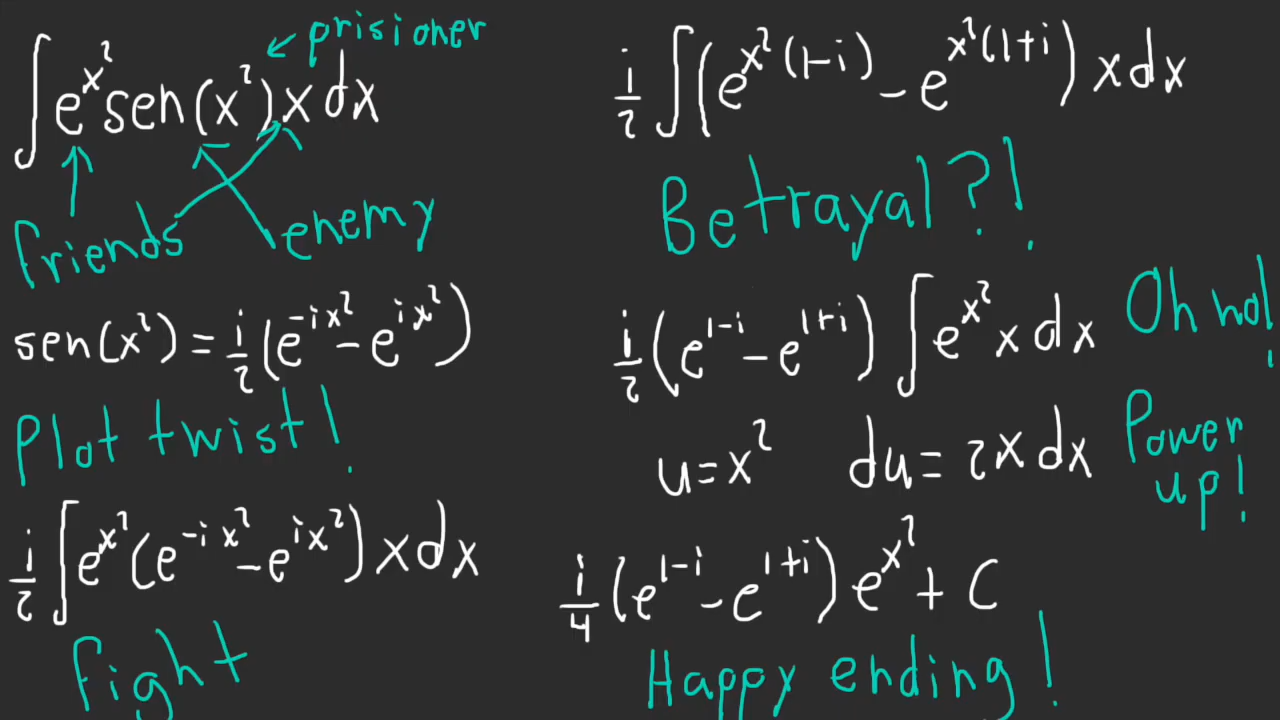 ← prisioner
∫ e^{x²} sen(x²) x dx
friends
enemy
sen(x²) = i/2 (e^{-ix²} - e^{ix²})
Plot twist!
i/2 ∫ e^{x²} (e^{-ix²} - e^{ix²}) x dx
Fight
i/2 ∫ (e^{x²(1-i)} - e^{x²(1+i)}) x dx
Betrayal?!
i/2 (e^{1-i} - e^{1+i}) ∫ e^{x²} x dx
Oh no!
u = x² du = 2x dx
Power
up!
i/4 (e^{1-i} - e^{1+i}) e^{x²} + C
Happy ending!